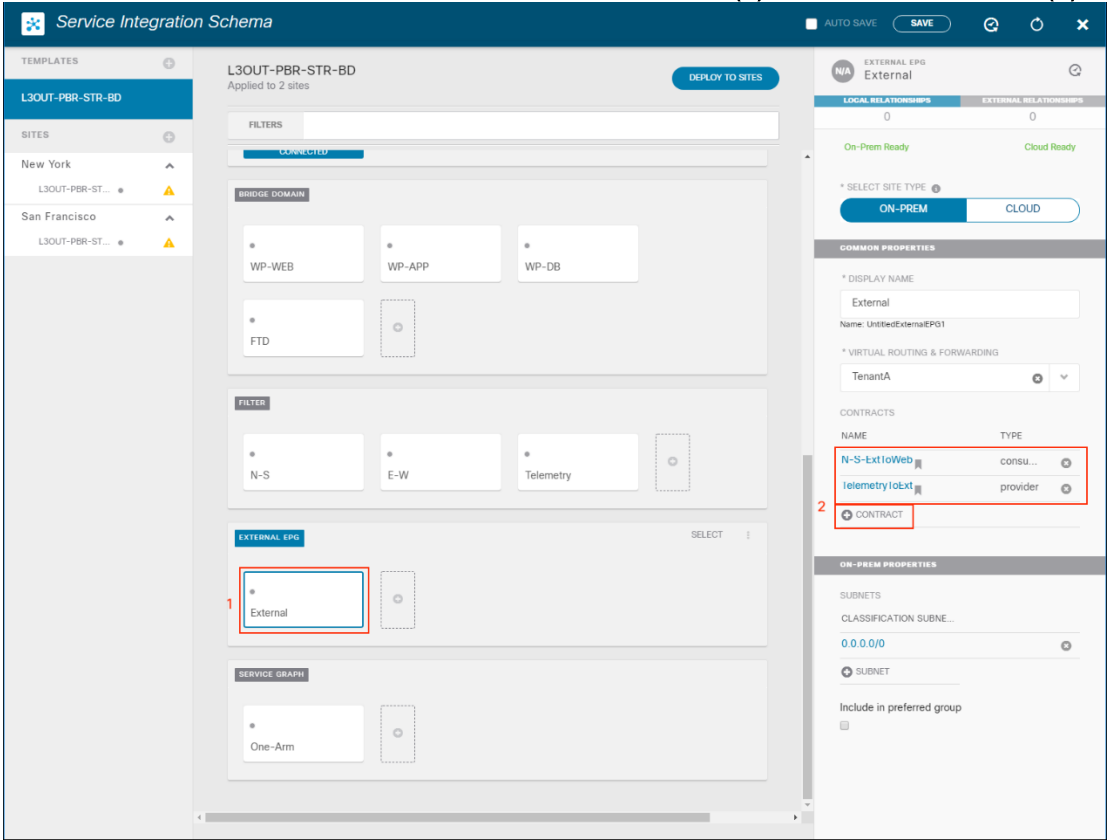 Service Integration Schema
AUTO SAVE SAVE
TEMPLATES
L3OUT-PBR-STR-BD
SITES
New York
L3OUT-PBR-ST...
San Francisco
L3OUT-PBR-ST...
L3OUT-PBR-STR-BD
Applied to 2 sites
DEPLOY TO SITES
FILTERS
CONNECTED
BRIDGE DOMAIN
WP-WEB WP-APP WP-DB
FTD
FILTER
N-S E-W Telemetry
EXTERNAL EPG SELECT
1
External
SERVICE GRAPH
One-Arm
N/A
EXTERNAL EPG
External
LOCAL RELATIONSHIPS EXTERNAL RELATIONSHIPS
0 0
On-Prem Ready Cloud Ready
* SELECT SITE TYPE
ON-PREM CLOUD
COMMON PROPERTIES
* DISPLAY NAME
External
Name: UntitledExternalEPG1
* VIRTUAL ROUTING & FORWARDING
TenantA
CONTRACTS
NAME TYPE
N-S-ExtToWeb consu...
TelemetryToExt provider
2
CONTRACT
ON-PREM PROPERTIES
SUBNETS
CLASSIFICATION SUBNE...
0.0.0.0/0
SUBNET
Include in preferred group